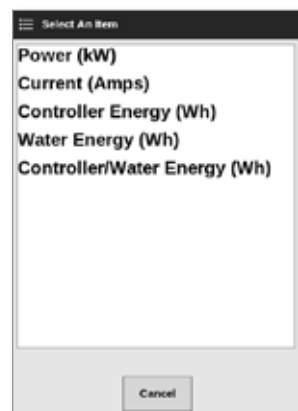 Select An Item
Power (kW)
Current (Amps)
Controller Energy (Wh)
Water Energy (Wh)
Controller/Water Energy (Wh)
Cancel